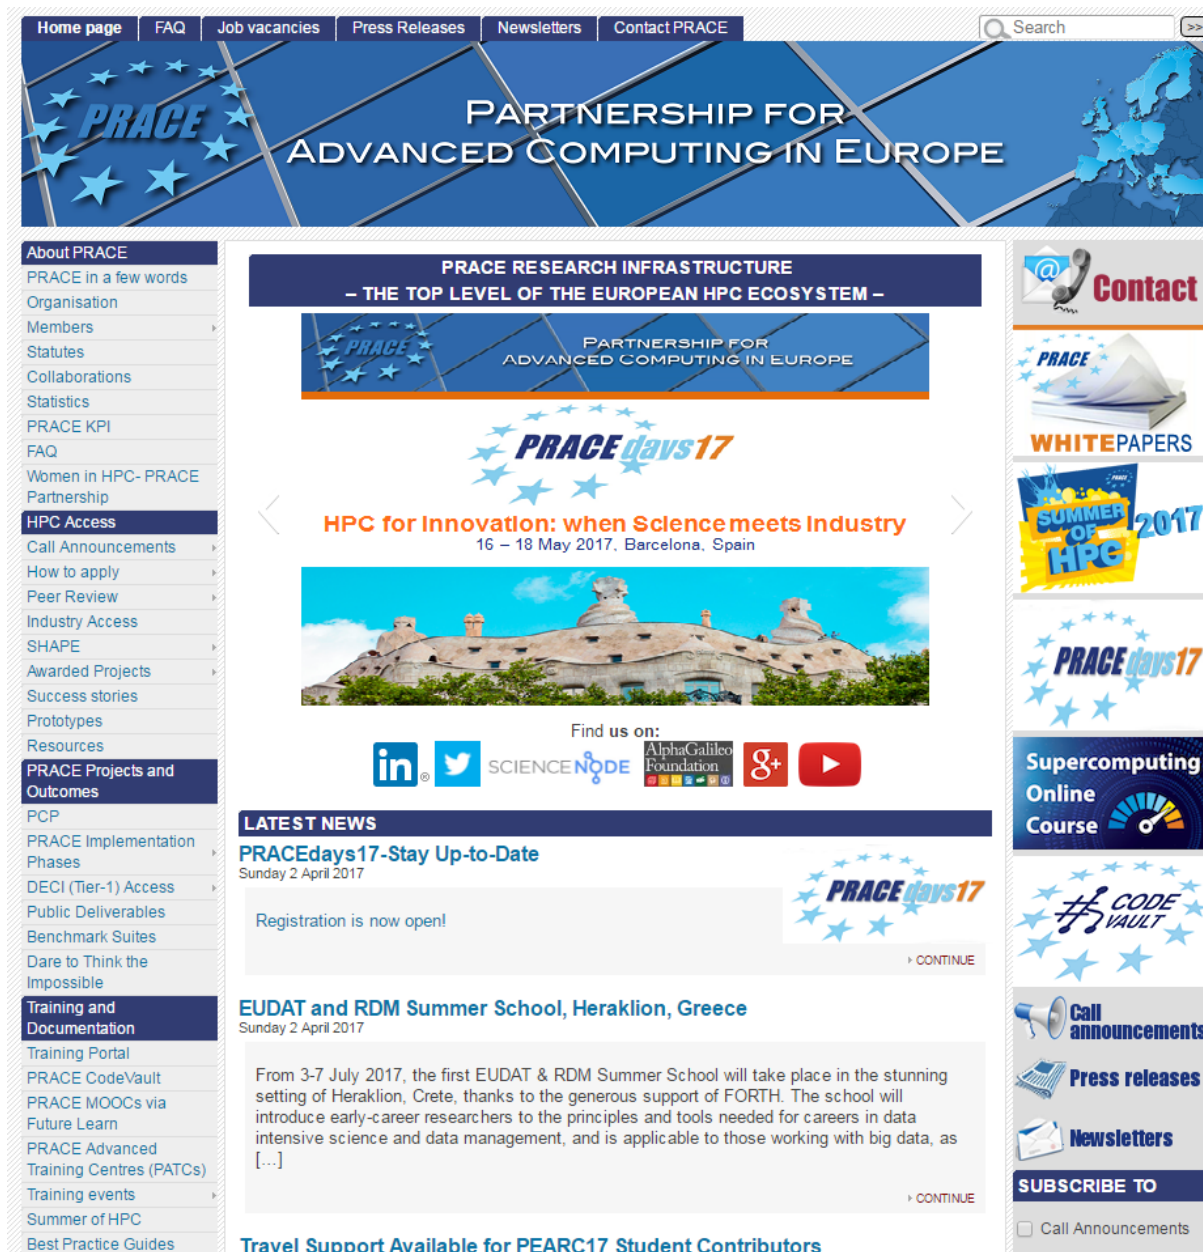 Home page
FAQ
Job vacancies
Press Releases
Newsletters
Contact PRACE
Search
>>
PRACE
PARTNERSHIP FOR
ADVANCED COMPUTING IN EUROPE
About PRACE
PRACE in a few words
Organisation
Members
Statutes
Collaborations
Statistics
PRACE KPI
FAQ
Women in HPC- PRACE
Partnership
HPC Access
Call Announcements
How to apply
Peer Review
Industry Access
SHAPE
Awarded Projects
Success stories
Prototypes
Resources
PRACE Projects and
Outcomes
PCP
PRACE Implementation
Phases
DECI (Tier-1) Access
Public Deliverables
Benchmark Suites
Dare to Think the
Impossible
Training and
Documentation
Training Portal
PRACE CodeVault
PRACE MOOCs via
Future Learn
PRACE Advanced
Training Centres (PATCs)
Training events
Summer of HPC
Best Practice Guides
PRACE RESEARCH INFRASTRUCTURE
– THE TOP LEVEL OF THE EUROPEAN HPC ECOSYSTEM –
PRACE
PARTNERSHIP FOR
ADVANCED COMPUTING IN EUROPE
PRACEdays17
HPC for Innovation: when Science meets Industry
16 – 18 May 2017, Barcelona, Spain
Find us on:
in
SCIENCE NODE
AlphaGalileo
Foundation
g+
LATEST NEWS
PRACEdays17-Stay Up-to-Date
Sunday 2 April 2017
PRACEdays17
Registration is now open!
CONTINUE
EUDAT and RDM Summer School, Heraklion, Greece
Sunday 2 April 2017
From 3-7 July 2017, the first EUDAT & RDM Summer School will take place in the stunning
setting of Heraklion, Crete, thanks to the generous support of FORTH. The school will
introduce early-career researchers to the principles and tools needed for careers in data
intensive science and data management, and is applicable to those working with big data, as
[…]
CONTINUE
Travel Support Available for PEARC17 Student Contributors
@
Contact
PRACE
WHITEPAPERS
PRACE
SUMMER
OF
HPC
2017
PRACEdays17
Supercomputing
Online
Course
CODE
VAULT
Call
announcements
Press releases
Newsletters
SUBSCRIBE TO
Call Announcements